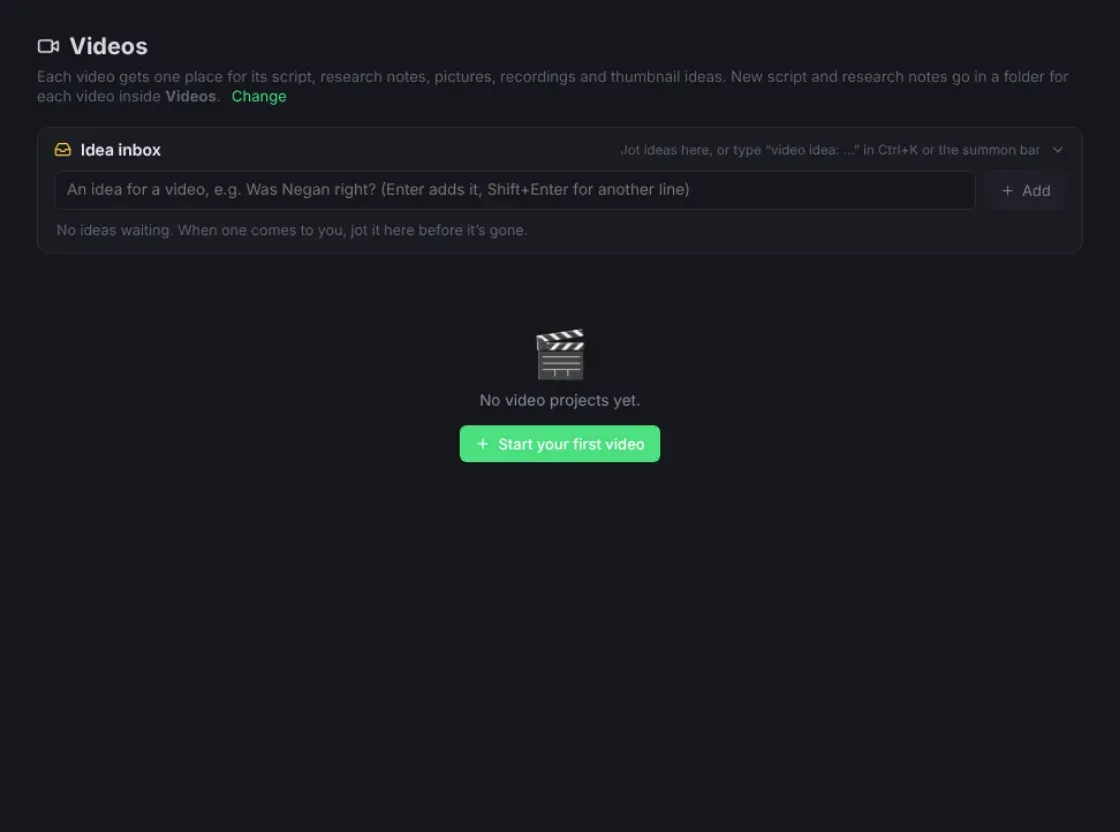 Videos
Each video gets one place for its script, research notes, pictures, recordings and thumbnail ideas. New script and research notes go in a folder for
each video inside Videos. Change
Idea inbox
Jot ideas here, or type “video idea: ...” in Ctrl+K or the summon bar
An idea for a video, e.g. Was Negan right? (Enter adds it, Shift+Enter for another line)
+ Add
No ideas waiting. When one comes to you, jot it here before it’s gone.
No video projects yet.
+ Start your first video